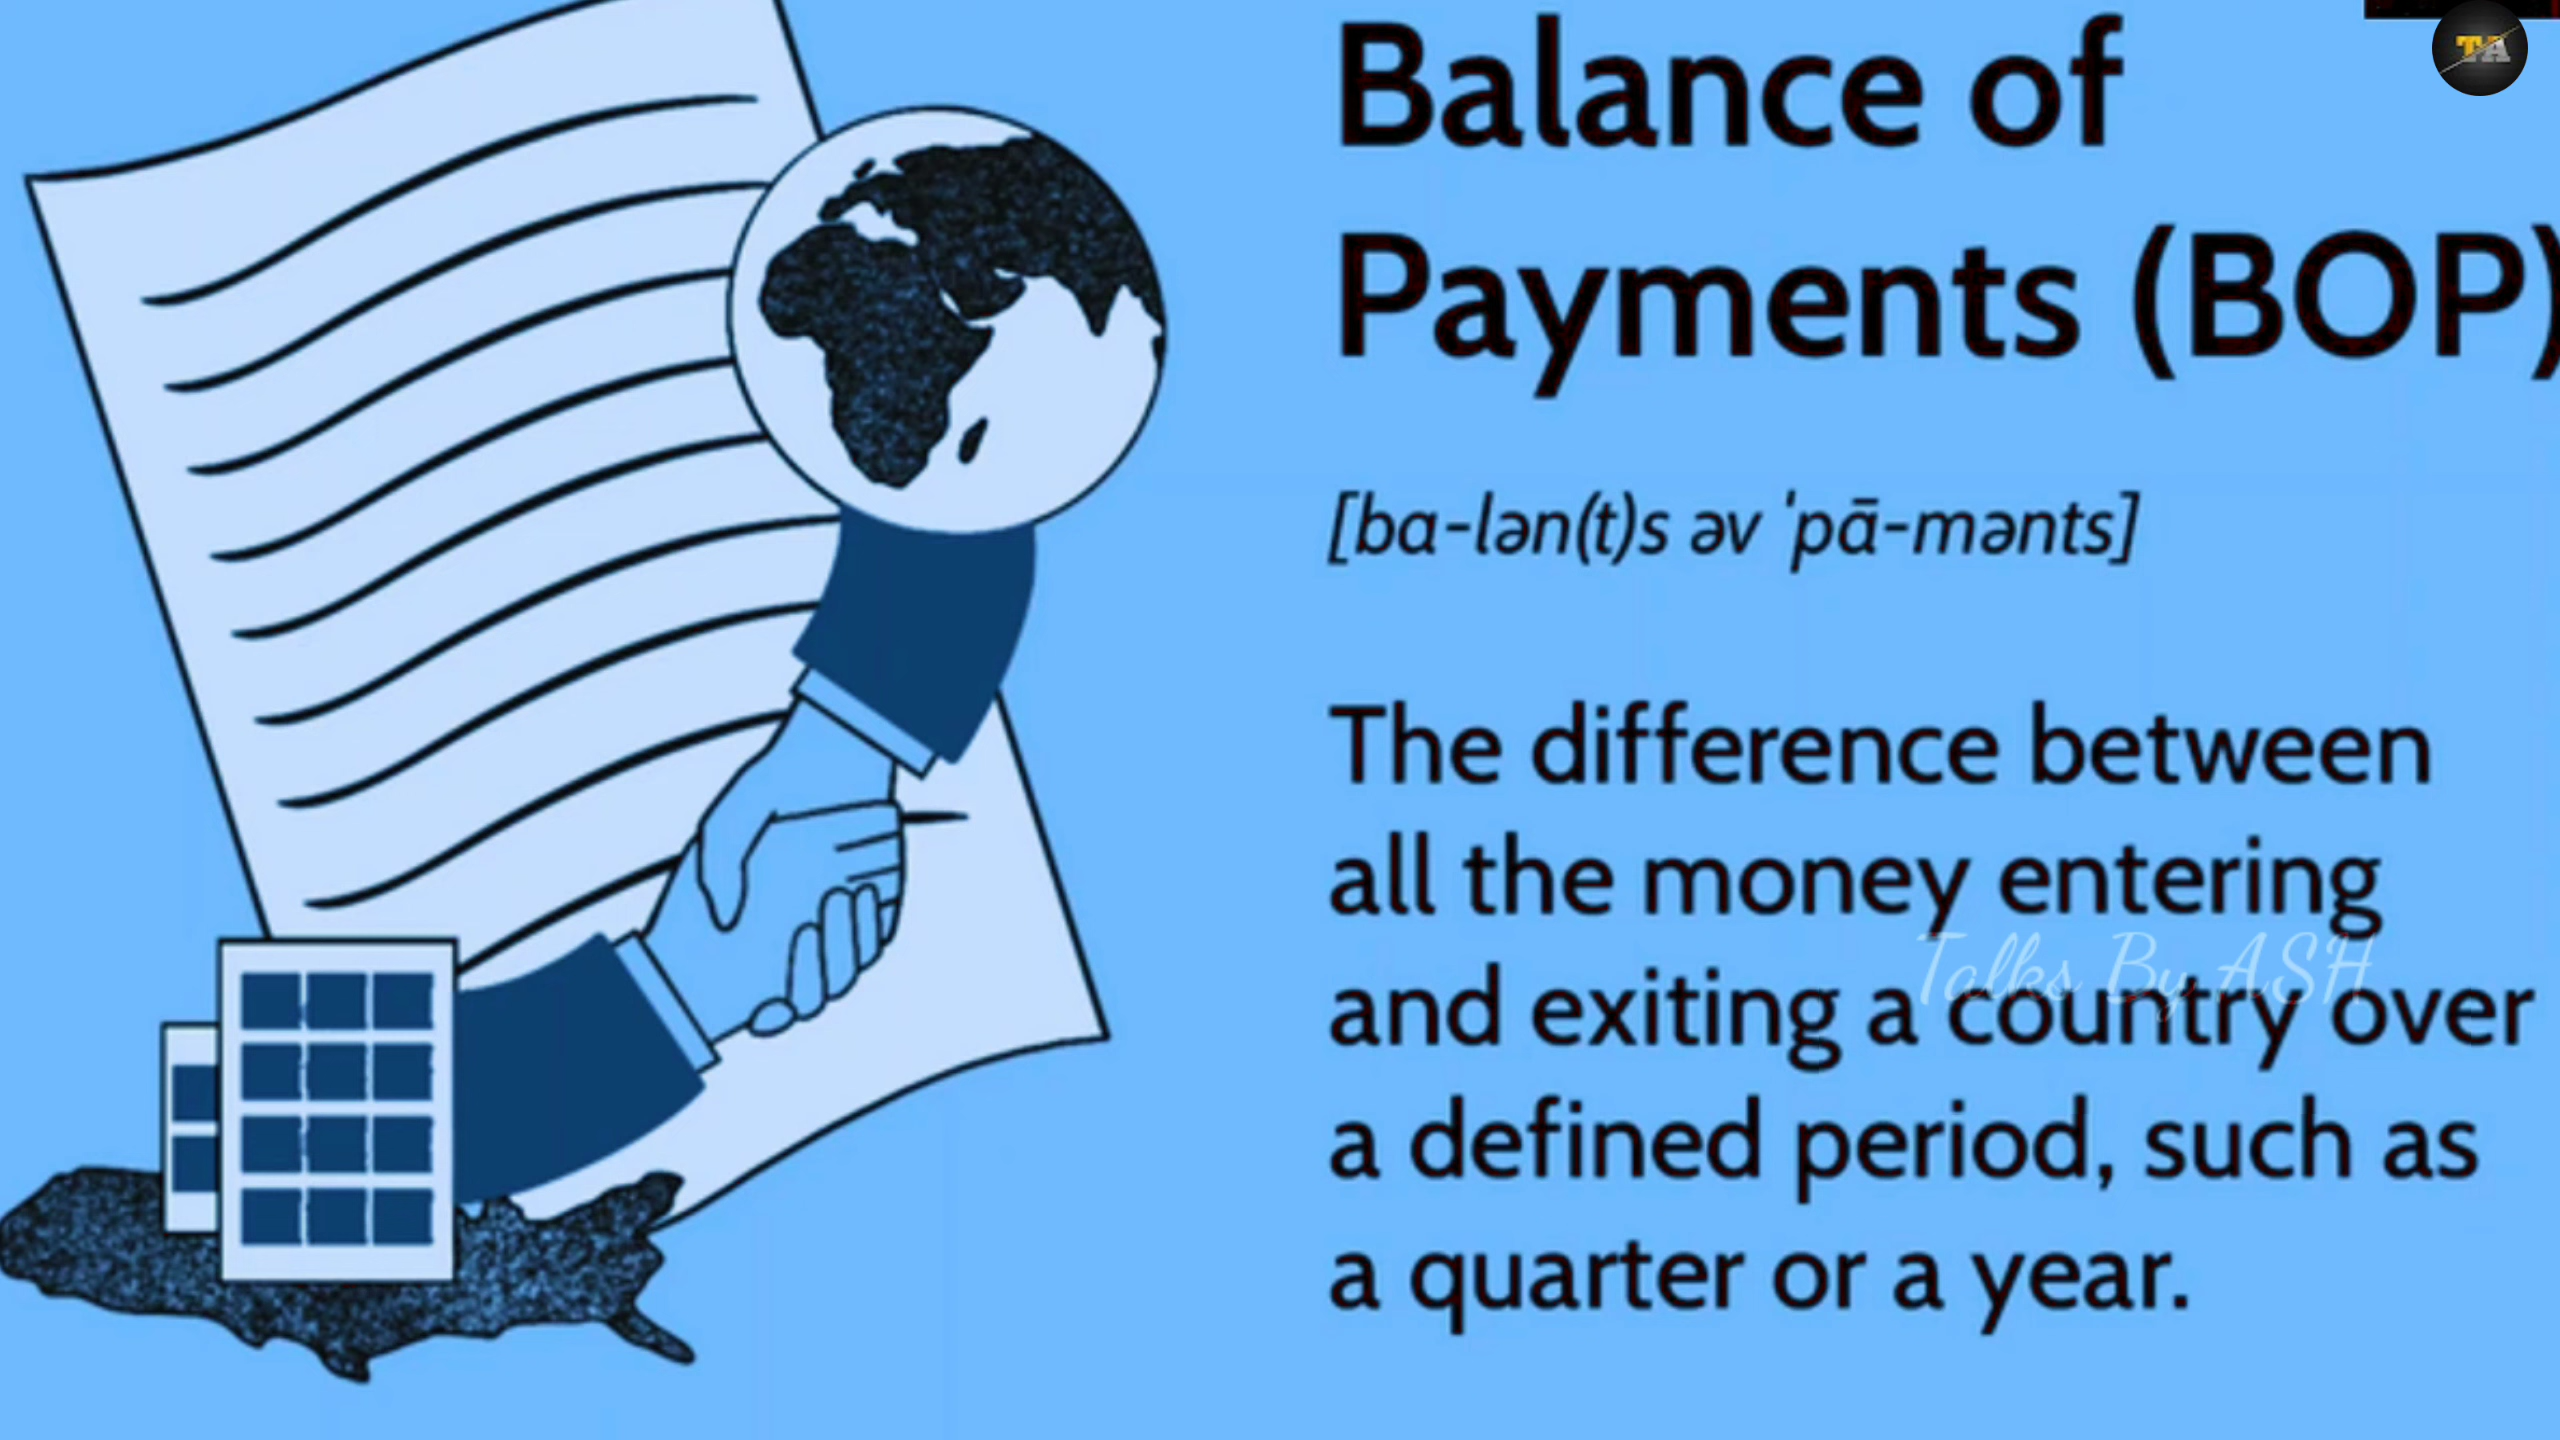 TA
Balance of
Payments (BOP)
[ba-lən(t)s əv ˈpā-mənts]
The difference between
all the money entering
Talks By ASH
and exiting a country over
a defined period, such as
a quarter or a year.